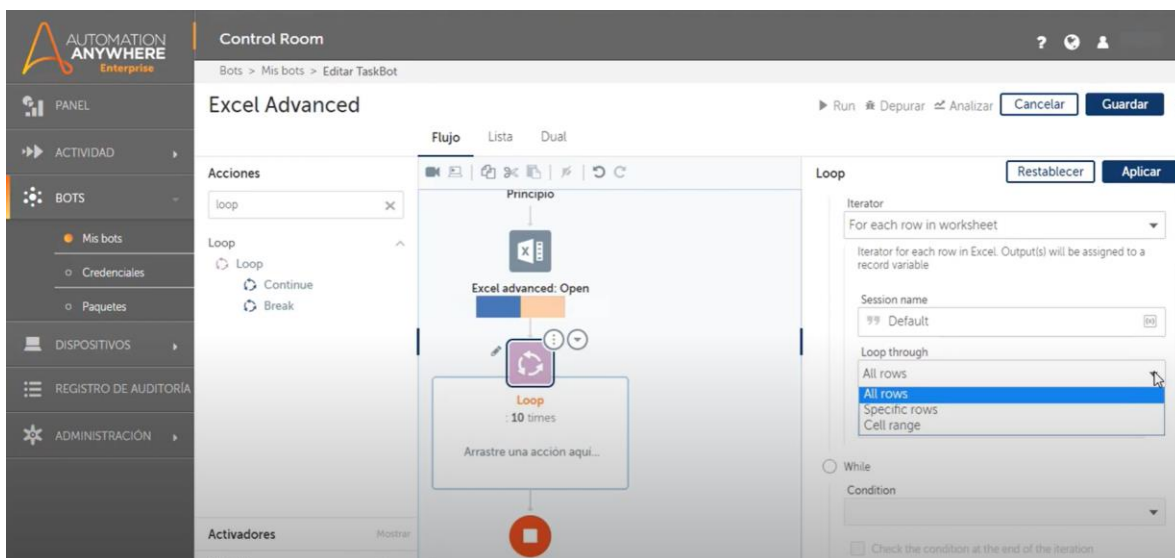 AUTOMATION
ANYWHERE
Enterprise
Control Room
?
Bots > Mis bots > Editar TaskBot
PANEL
ACTIVIDAD
BOTS
Mis bots
Credenciales
Paquetes
DISPOSITIVOS
REGISTRO DE AUDITORÍA
ADMINISTRACIÓN
Excel Advanced
Run Depurar Analizar Cancelar Guardar
Flujo Lista Dual
Acciones
loop
Loop
Loop
Continue
Break
Activadores Mostrar
Principio
Excel advanced: Open
Loop
: 10 times
Arrastre una acción aquí...
Loop Restablecer Aplicar
Iterator
For each row in worksheet
Iterator for each row in Excel. Output(s) will be assigned to a
record variable
Session name
Default
Loop through
All rows
All rows
Specific rows
Cell range
While
Condition
Check the condition at the end of the iteration